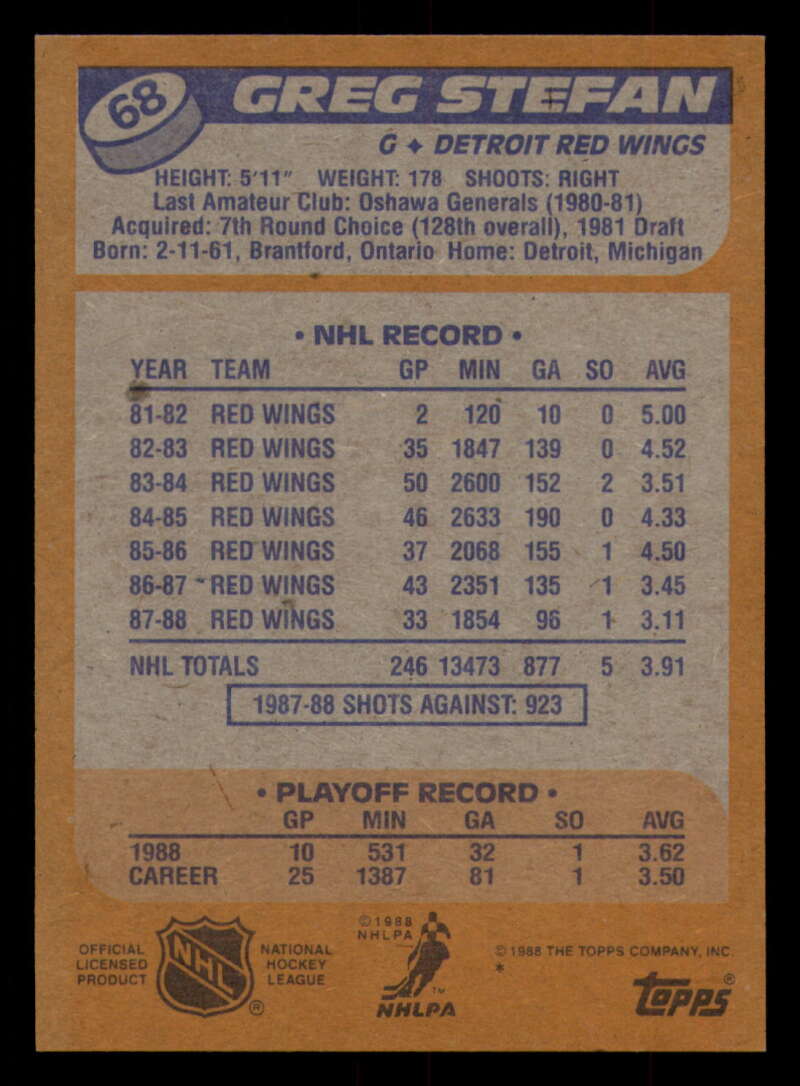 68
GREG STEFAN
G ♦ DETROIT RED WINGS
HEIGHT: 5'11" WEIGHT: 178 SHOOTS: RIGHT
Last Amateur Club: Oshawa Generals (1980-81)
Acquired: 7th Round Choice (128th overall), 1981 Draft
Born: 2-11-61, Brantford, Ontario Home: Detroit, Michigan
• NHL RECORD •
YEAR TEAM GP MIN GA SO AVG
81-82 RED WINGS 2 120 10 0 5.00
82-83 RED WINGS 35 1847 139 0 4.52
83-84 RED WINGS 50 2600 152 2 3.51
84-85 RED WINGS 46 2633 190 0 4.33
85-86 RED WINGS 37 2068 155 1 4.50
86-87 RED WINGS 43 2351 135 1 3.45
87-88 RED WINGS 33 1854 96 1 3.11
NHL TOTALS 246 13473 877 5 3.91
1987-88 SHOTS AGAINST: 923
• PLAYOFF RECORD •
GP MIN GA SO AVG
1988 10 531 32 1 3.62
CAREER 25 1387 81 1 3.50
OFFICIAL LICENSED PRODUCT
NHL
®
NATIONAL HOCKEY LEAGUE
© 1988 NHLPA
™
NHLPA
© 1988 THE TOPPS COMPANY, INC.
*
topps®